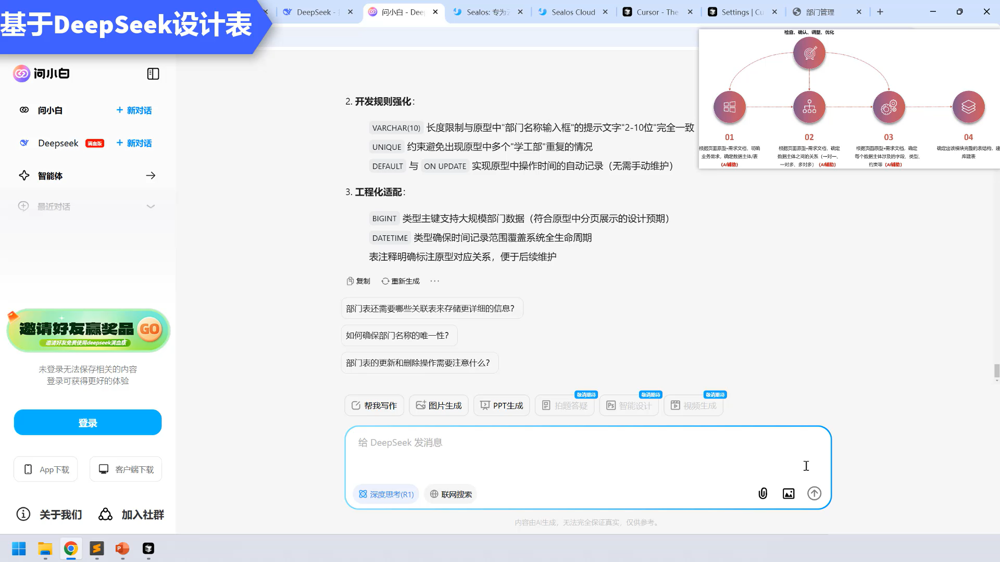 基于DeepSeek设计表
DeepSeek -
问小白 - Deep
Sealos: 专为
Sealos Cloud
Cursor - The
Settings | Cu
部门管理
问小白
问小白
+ 新对话
Deepseek 满血版
+ 新对话
智能体
最近对话
邀请好友赢奖品 GO
邀请好友免费使用deepseek满血版
未登录无法保存相关的内容
登录可获得更好的体验
登录
App下载
客户端下载
关于我们
加入社群
2. 开发规则强化：
VARCHAR(10) 长度限制与原型中"部门名称输入框"的提示文字"2-10位"完全一致
UNIQUE 约束避免出现原型中多个"学工部"重复的情况
DEFAULT 与 ON UPDATE 实现原型中操作时间的自动记录（无需手动维护）
3. 工程化适配：
BIGINT 类型主键支持大规模部门数据（符合原型中分页展示的设计预期）
DATETIME 类型确保时间记录范围覆盖系统全生命周期
表注释明确标注原型对应关系，便于后续维护
复制
重新生成
部门表还需要哪些关联表来存储更详细的信息？
如何确保部门名称的唯一性？
部门表的更新和删除操作需要注意什么？
帮我写作
图片生成
PPT生成
拍题答疑
敬请期待
智能设计
敬请期待
视频生成
敬请期待
给 DeepSeek 发消息
深度思考(R1)
联网搜索
内容由AI生成，无法完全保证真实，仅供参考。
检查、确认、调整、优化
01
根据页面原型+需求文档，明确
业务需求，确定数据主体/表
(AI辅助)
02
根据页面原型+需求文档，确定
数据主体之间的关系（一对一、
一对多、多对多）(AI辅助)
03
根据页面原型+需求文档，确定
每个数据主体涉及的字段、类型、
约束等 (AI辅助)
04
确定出该模块完整的表结构，建
库建表